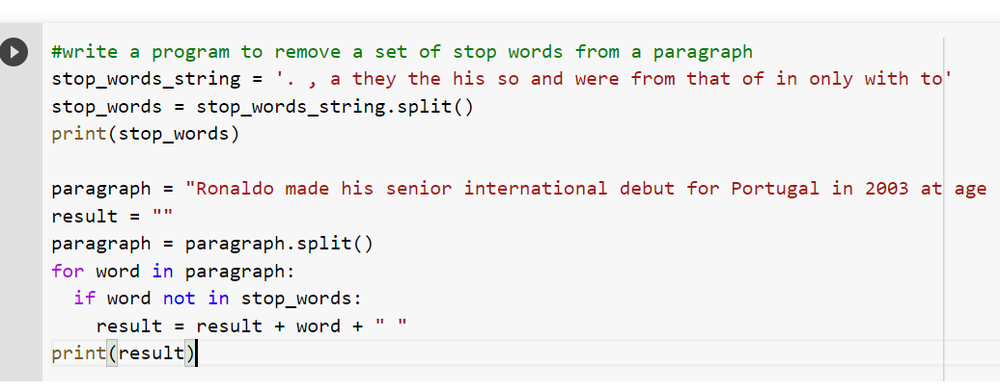 #write a program to remove a set of stop words from a paragraph
stop_words_string = '. , a they the his so and were from that of in only with to'
stop_words = stop_words_string.split()
print(stop_words)
paragraph = "Ronaldo made his senior international debut for Portugal in 2003 at age
result = ""
paragraph = paragraph.split()
for word in paragraph:
  if word not in stop_words:
    result = result + word + " "
print(result)